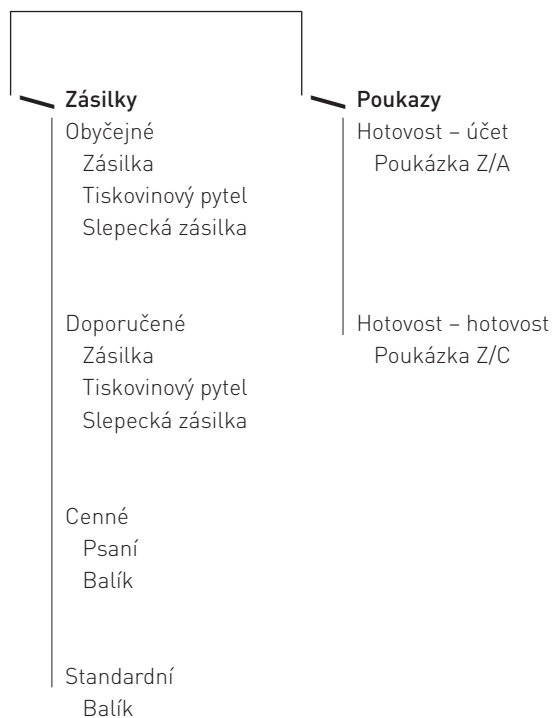 Zásilky
Obyčejné
Zásilka
Tiskovinový pytel
Slepecká zásilka
Doporučené
Zásilka
Tiskovinový pytel
Slepecká zásilka
Cenné
Psaní
Balík
Standardní
Balík
Poukazy
Hotovost – účet
Poukázka Z/A
Hotovost – hotovost
Poukázka Z/C